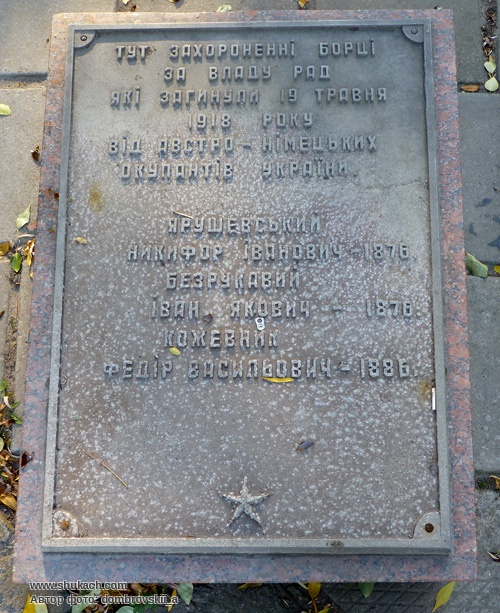 ТУТ ЗАХОРОНЕННІ БОРЦІ
ЗА ВЛАДУ РАД
ЯКІ ЗАГИНУЛИ 19 ТРАВНЯ
1918 РОКУ
ВІД АВСТРО-НІМЕЦЬКИХ
ОКУПАНТІВ УКРАЇНИ.
ЯРУШЕВСЬКИЙ
НИКИФОР ІВАНОВИЧ-1876.
БЕЗРУКАВИЙ
ІВАН ЯКОВИЧ - 1876.
КОЖЕВНИК
ФЕДІР ВАСИЛЬОВИЧ-1886.
www.shukach.com
Автор фото: dombrovskii_a